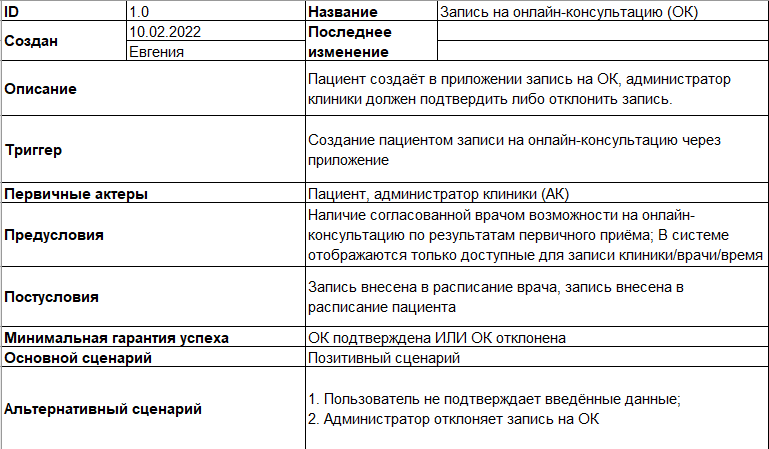 ID 1.0 Название Запись на онлайн-консультацию (ОК)
Создан 10.02.2022 Последнее изменение
Евгения
Описание
Пациент создаёт в приложении запись на ОК, администратор
клиники должен подтвердить либо отклонить запись.
Триггер
Создание пациентом записи на онлайн-консультацию через
приложение
Первичные актеры Пациент, администратор клиники (АК)
Предусловия
Наличие согласованной врачом возможности на онлайн-
консультацию по результатам первичного приёма; В системе
отображаются только доступные для записи клиники/врачи/время
Постусловия
Запись внесена в расписание врача, запись внесена в
расписание пациента
Минимальная гарантия успеха ОК подтверждена ИЛИ ОК отклонена
Основной сценарий Позитивный сценарий
Альтернативный сценарий
1. Пользователь не подтверждает введённые данные;
2. Администратор отклоняет запись на ОК